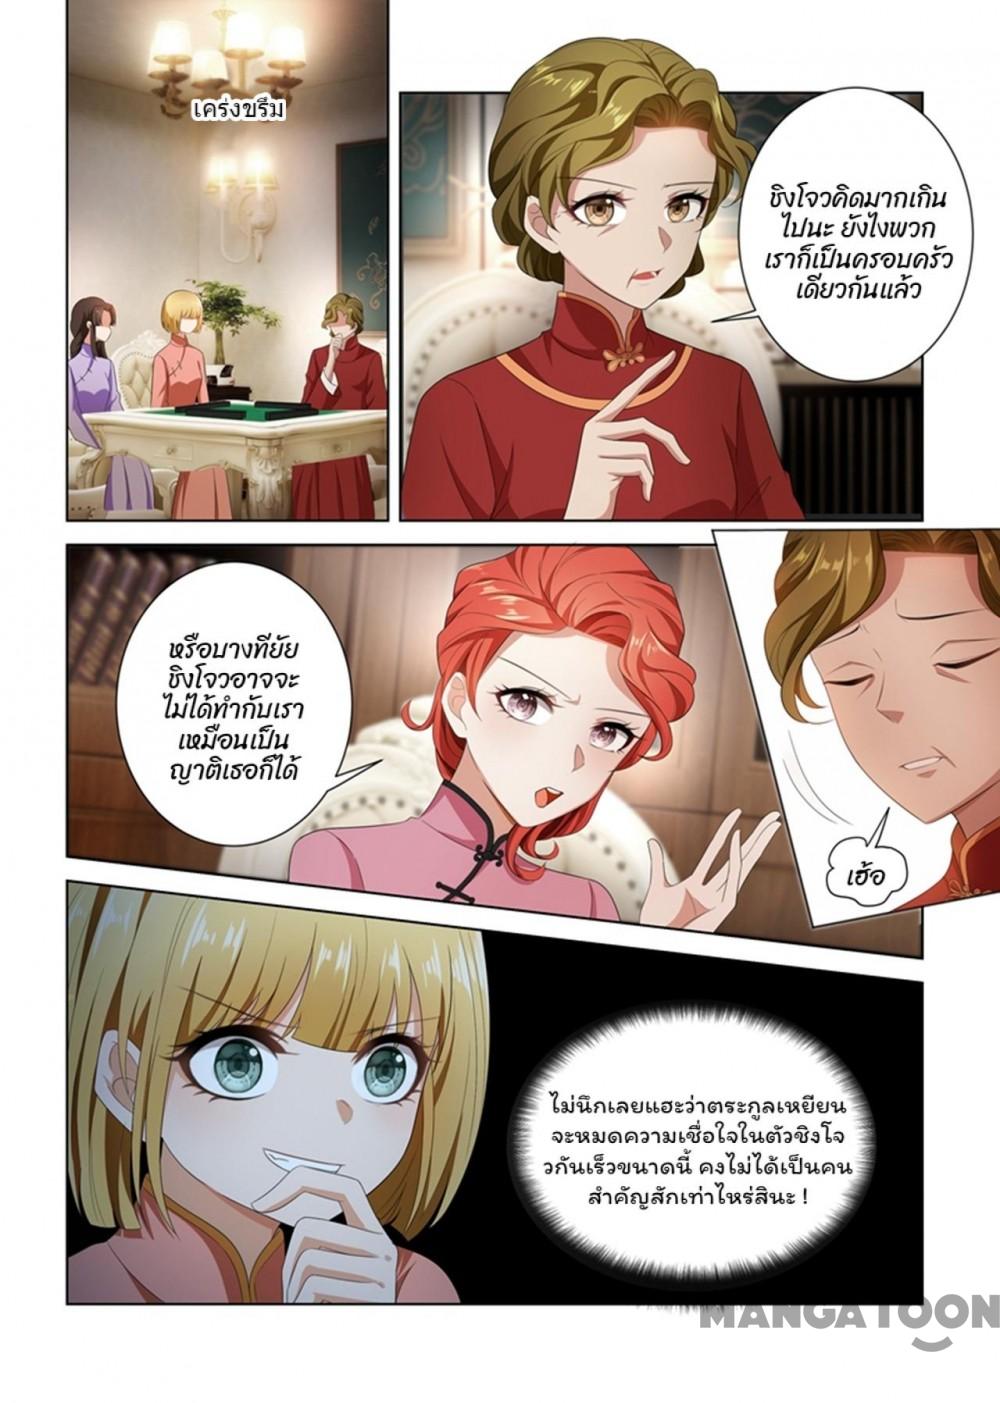 เคร่งขรึม
ชิงโจวคิดมากเกิน
ไปนะ ยังไงพวก
เราก็เป็นครอบครัว
เดียวกันแล้ว
หรือบางทียัย
ชิงโจวอาจจะ
ไม่ได้ทำกับเรา
เหมือนเป็น
ญาติเธอก็ได้
เฮ้อ
ไม่นึกเลยแฮะว่าตระกูลเหยียน
จะหมดความเชื่อใจในตัวชิงโจ
วกันเร็วขนาดนี้ คงไม่ได้เป็นคน
สำคัญสักเท่าไหร่สินะ !
MANGATOON